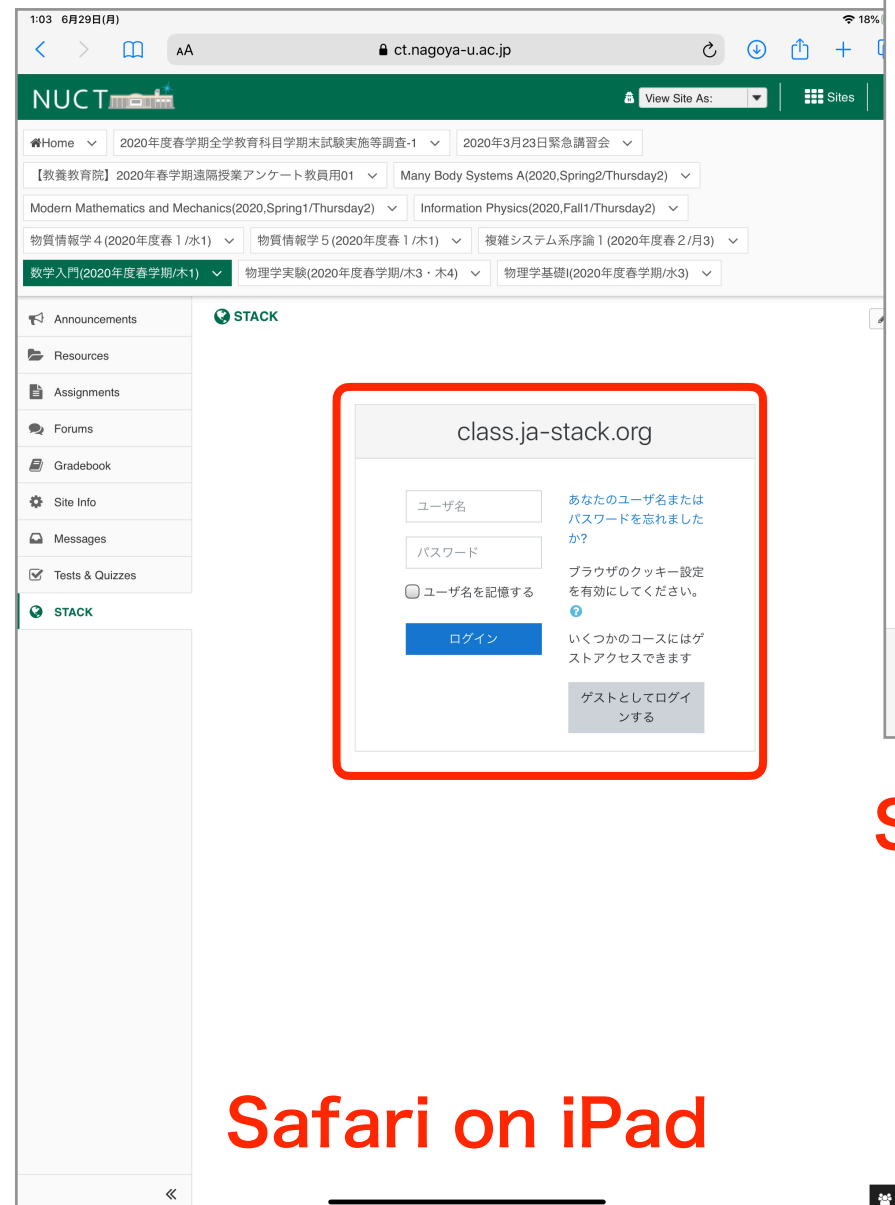 1:03 6月29日(月)
18%
AA
ct.nagoya-u.ac.jp
NUCT
View Site As:
Sites
Home
2020年度春学期全学教育科目学期末試験実施等調査-1
2020年3月23日緊急講習会
【教養教育院】2020年春学期遠隔授業アンケート教員用01
Many Body Systems A(2020,Spring2/Thursday2)
Modern Mathematics and Mechanics(2020,Spring1/Thursday2)
Information Physics(2020,Fall1/Thursday2)
物質情報学４(2020年度春１/水1)
物質情報学５(2020年度春１/木1)
複雑システム系序論１(2020年度春２/月3)
数学入門(2020年度春学期/木1)
物理学実験(2020年度春学期/木3・木4)
物理学基礎I(2020年度春学期/水3)
Announcements
Resources
Assignments
Forums
Gradebook
Site Info
Messages
Tests & Quizzes
STACK
STACK
class.ja-stack.org
ユーザ名
パスワード
ユーザ名を記憶する
ログイン
あなたのユーザ名または
パスワードを忘れました
か?
ブラウザのクッキー設定
を有効にしてください。
いくつかのコースにはゲ
ストアクセスできます
ゲストとしてログイ
ンする
S
Safari on iPad